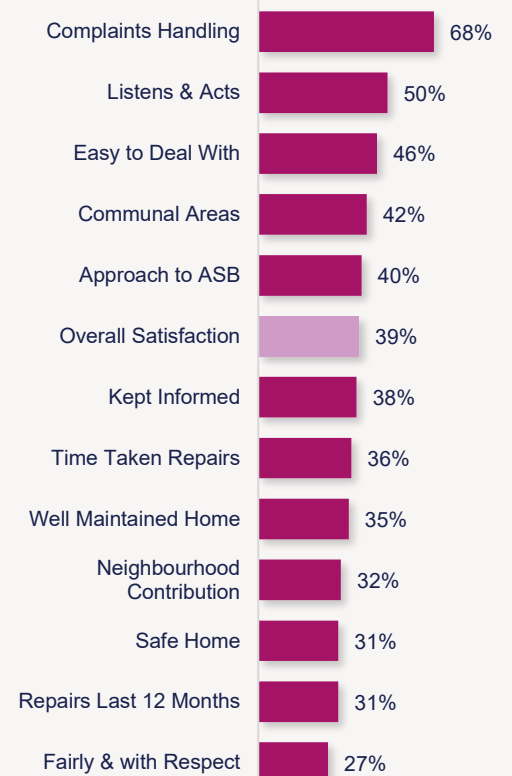 Complaints Handling 68%
Listens & Acts 50%
Easy to Deal With 46%
Communal Areas 42%
Approach to ASB 40%
Overall Satisfaction 39%
Kept Informed 38%
Time Taken Repairs 36%
Well Maintained Home 35%
Neighbourhood
Contribution 32%
Safe Home 31%
Repairs Last 12 Months 31%
Fairly & with Respect 27%